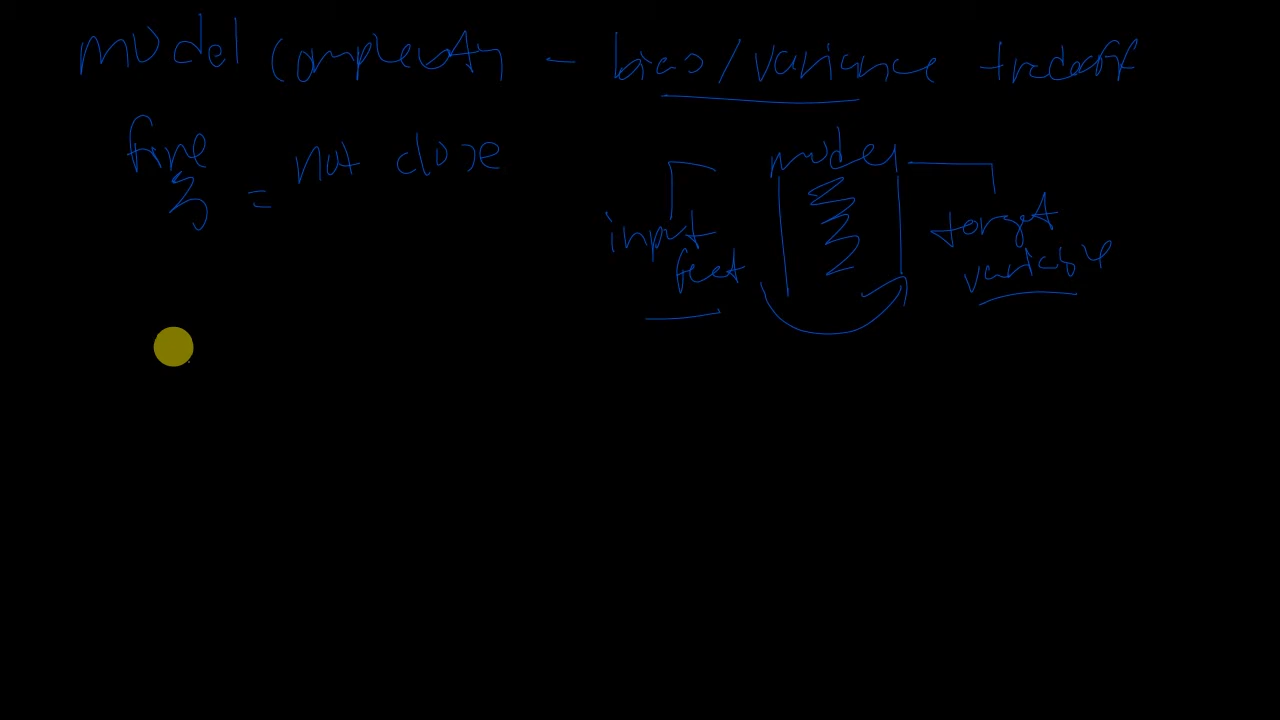 model complexity - bias/variance tradeoff
fine
not close
=
model
input
feat
target
variable